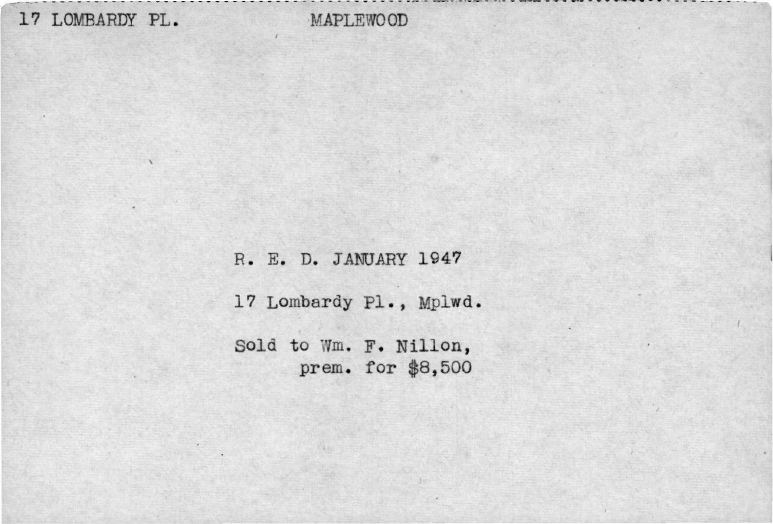 17 LOMBARDY PL. MAPLEWOOD
R. E. D. JANUARY 1947
17 Lombardy Pl., Mplwd.
Sold to Wm. F. Nillon,
prem. for $8,500